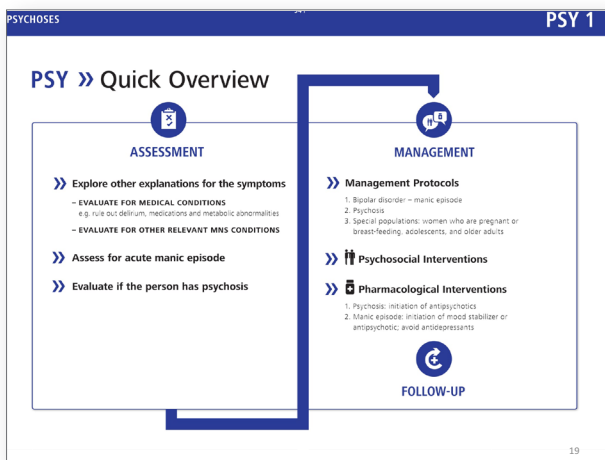 PSYCHOSES
PSY 1
PSY » Quick Overview
ASSESSMENT
» Explore other explanations for the symptoms
– EVALUATE FOR MEDICAL CONDITIONS
e.g. rule out delirium, medications and metabolic abnormalities
– EVALUATE FOR OTHER RELEVANT MNS CONDITIONS
» Assess for acute manic episode
» Evaluate if the person has psychosis
MANAGEMENT
» Management Protocols
1. Bipolar disorder – manic episode
2. Psychosis
3. Special populations: women who are pregnant or
breast-feeding, adolescents, and older adults
» Psychosocial Interventions
» Pharmacological Interventions
1. Psychosis: initiation of antipsychotics
2. Manic episode: initiation of mood stabilizer or
antipsychotic; avoid antidepressants
FOLLOW-UP
19